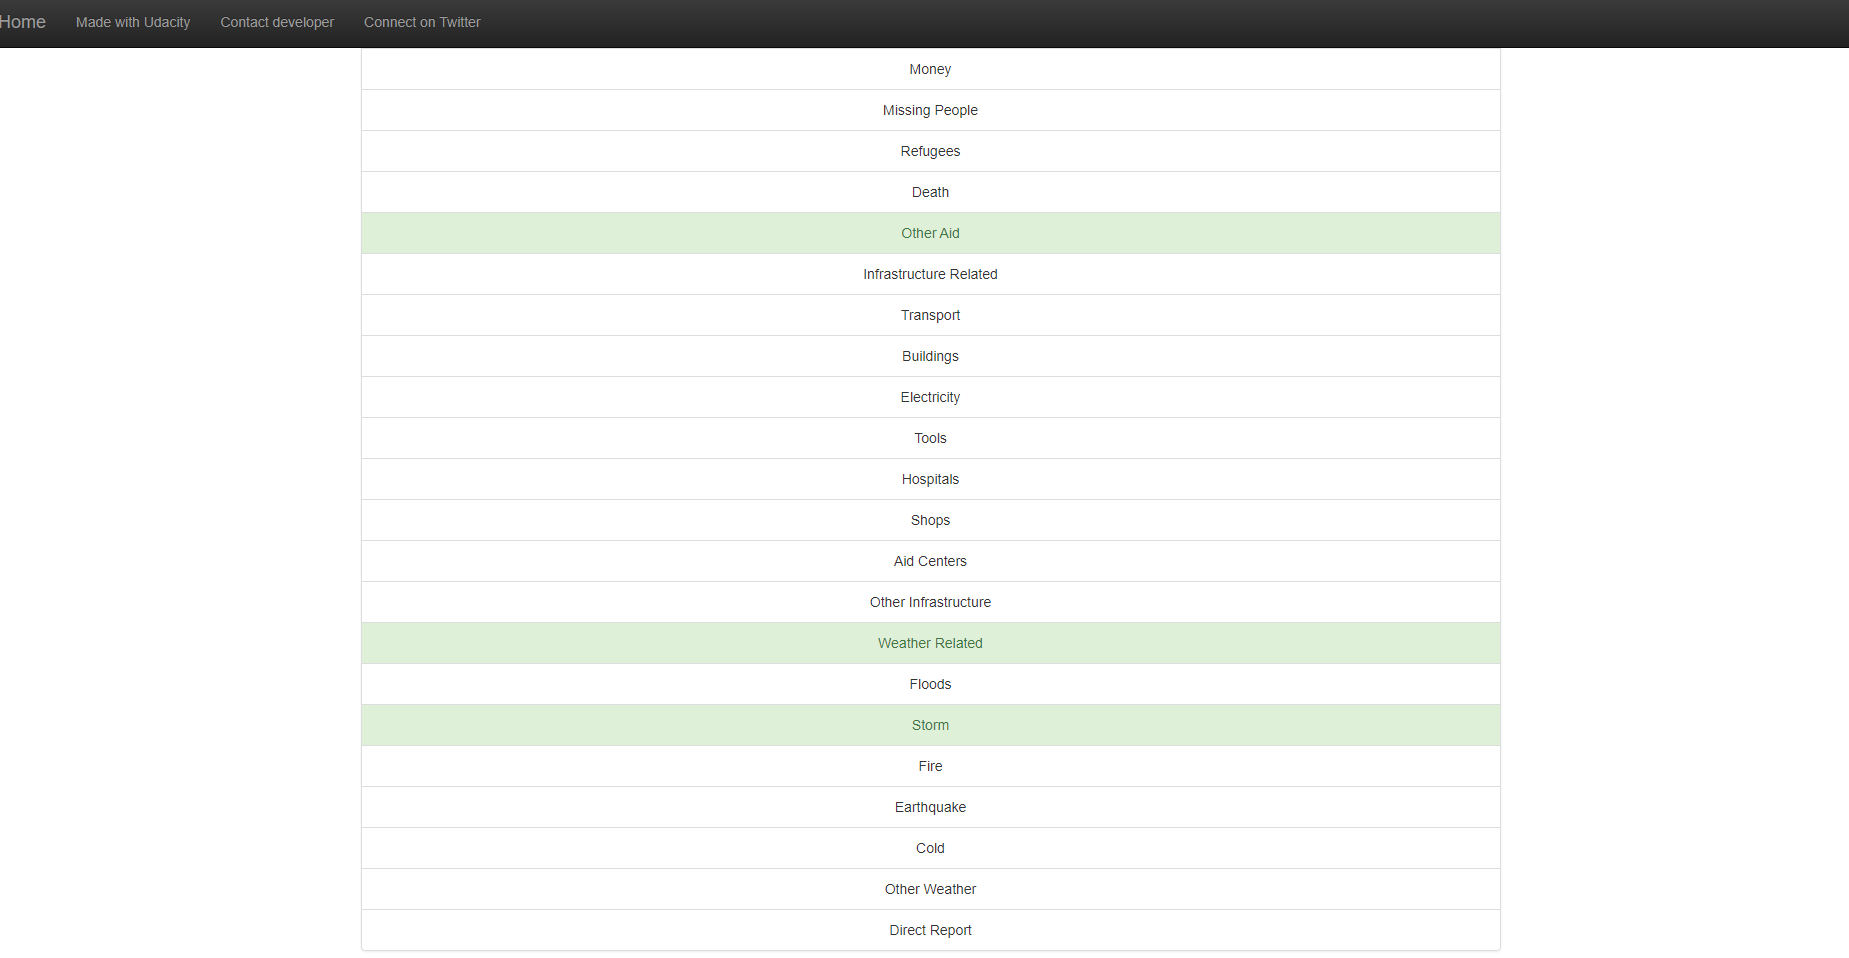 Home Made with Udacity Contact developer Connect on Twitter
Money
Missing People
Refugees
Death
Other Aid
Infrastructure Related
Transport
Buildings
Electricity
Tools
Hospitals
Shops
Aid Centers
Other Infrastructure
Weather Related
Floods
Storm
Fire
Earthquake
Cold
Other Weather
Direct Report